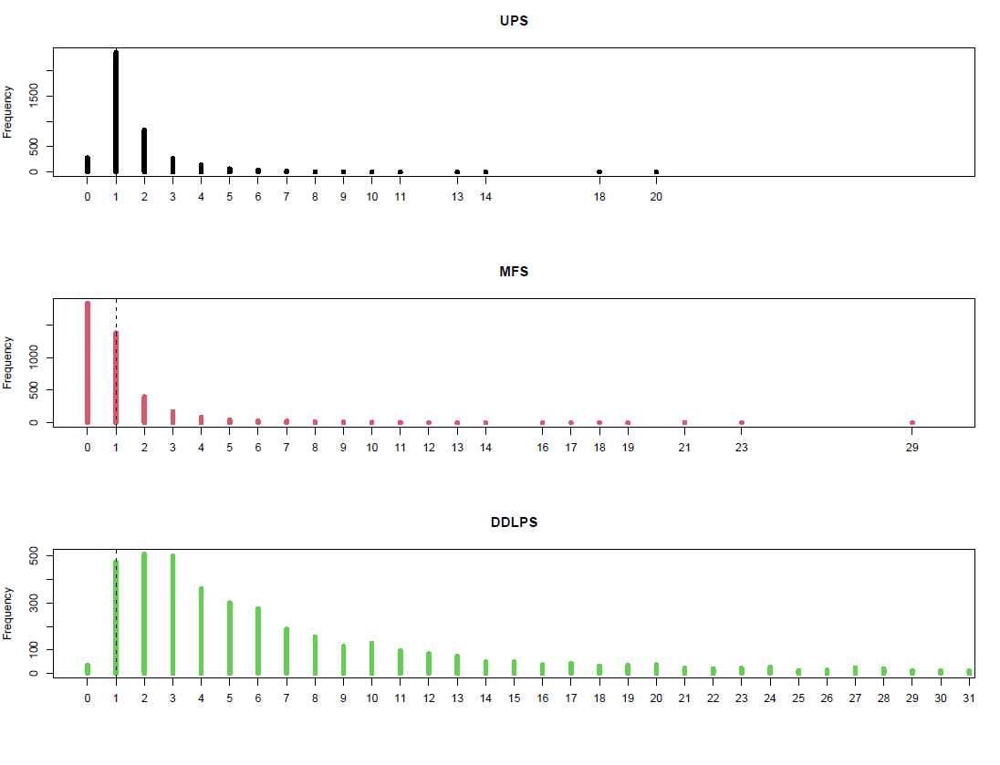 UPS
Frequency
0 500 1500
0 1 2 3 4 5 6 7 8 9 10 11 13 14 18 20
MFS
Frequency
0 500 1000
0 1 2 3 4 5 6 7 8 9 10 11 12 13 14 16 17 18 19 21 23 29
DDLPS
Frequency
0 100 300 500
0 1 2 3 4 5 6 7 8 9 10 11 12 13 14 15 16 17 18 19 20 21 22 23 24 25 26 27 28 29 30 31